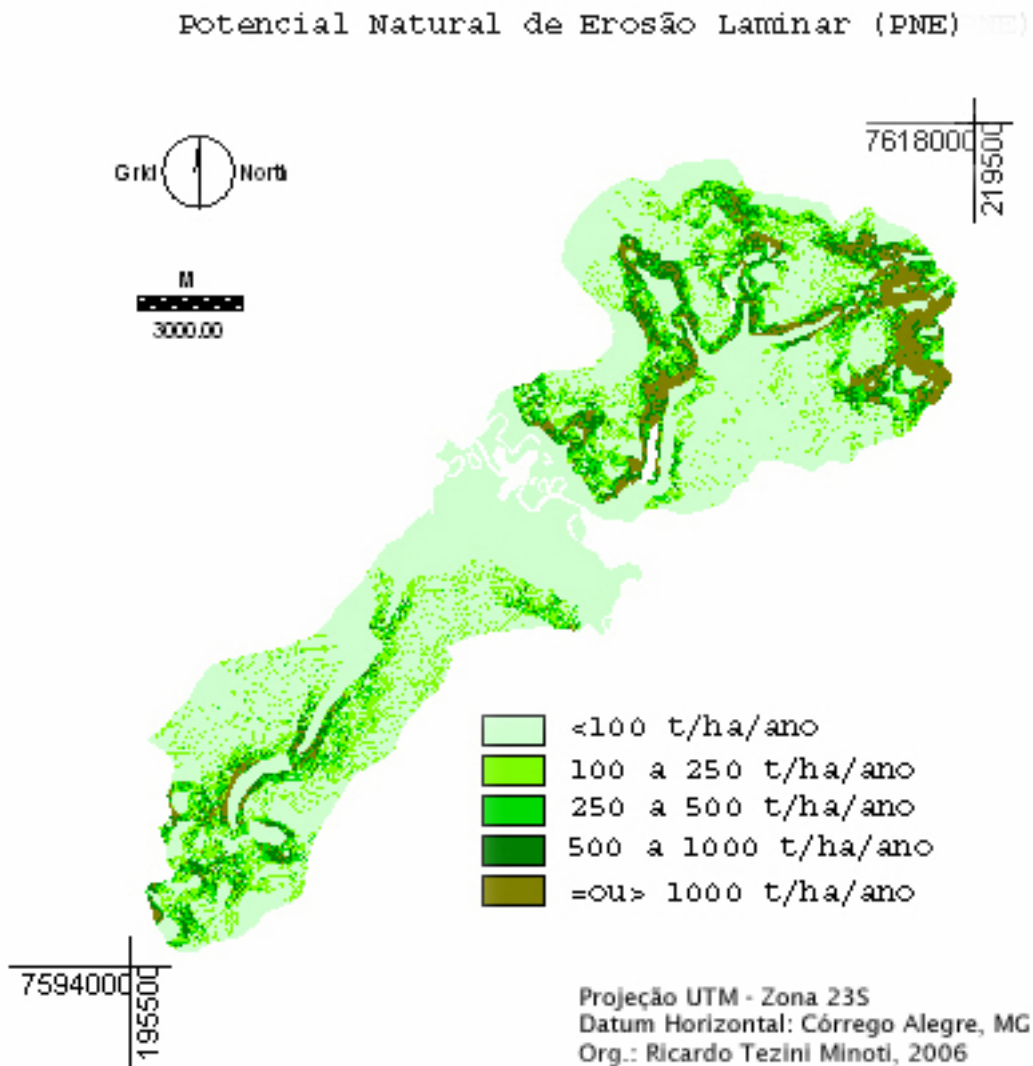 Potencial Natural de Erosão Laminar (PNE)
7618000
219500
Grid North
M
3000.00
<100 t/ha/ano
100 a 250 t/ha/ano
250 a 500 t/ha/ano
500 a 1000 t/ha/ano
=ou> 1000 t/ha/ano
7594000
195500
Projeção UTM - Zona 23S
Datum Horizontal: Córrego Alegre, MG
Org.: Ricardo Tezini Minoti, 2006